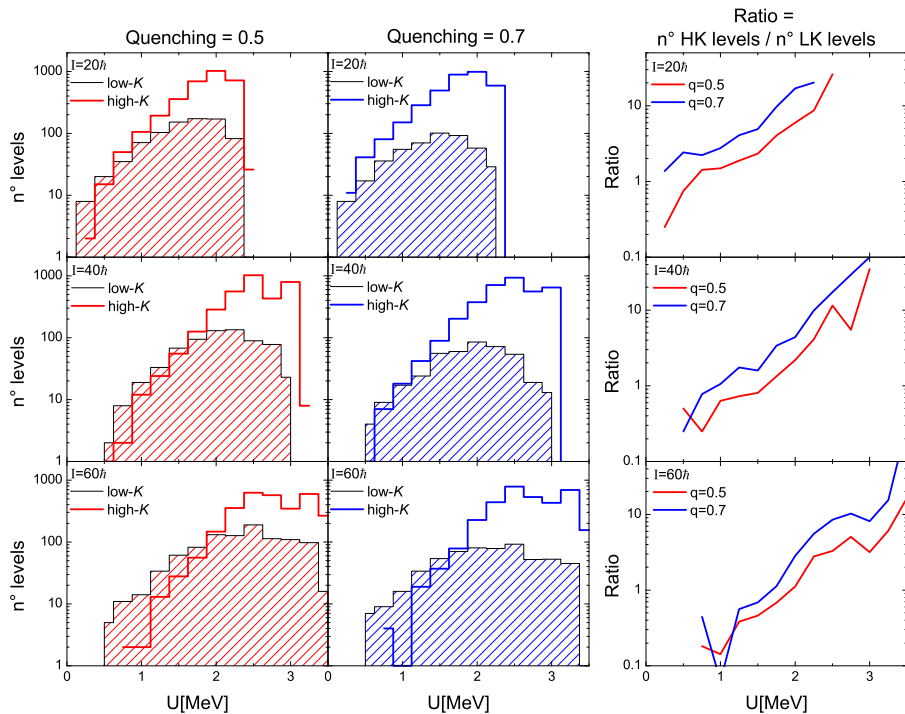 Quenching = 0.5
Quenching = 0.7
Ratio =
n° HK levels / n° LK levels
I=20ħ
low-K
high-K
1000
100
10
1
n° levels
I=20ħ
low-K
high-K
I=20ħ
q=0.5
q=0.7
10
1
0.1
Ratio
I=40ħ
low-K
high-K
1000
100
10
1
n° levels
I=40ħ
low-K
high-K
I=40ħ
q=0.5
q=0.7
10
1
0.1
Ratio
I=60ħ
low-K
high-K
1000
100
10
1
n° levels
I=60ħ
low-K
high-K
I=60ħ
q=0.5
q=0.7
10
1
0.1
Ratio
0 1 2 3
0 1 2 3
0 1 2 3
U[MeV]
U[MeV]
U[MeV]